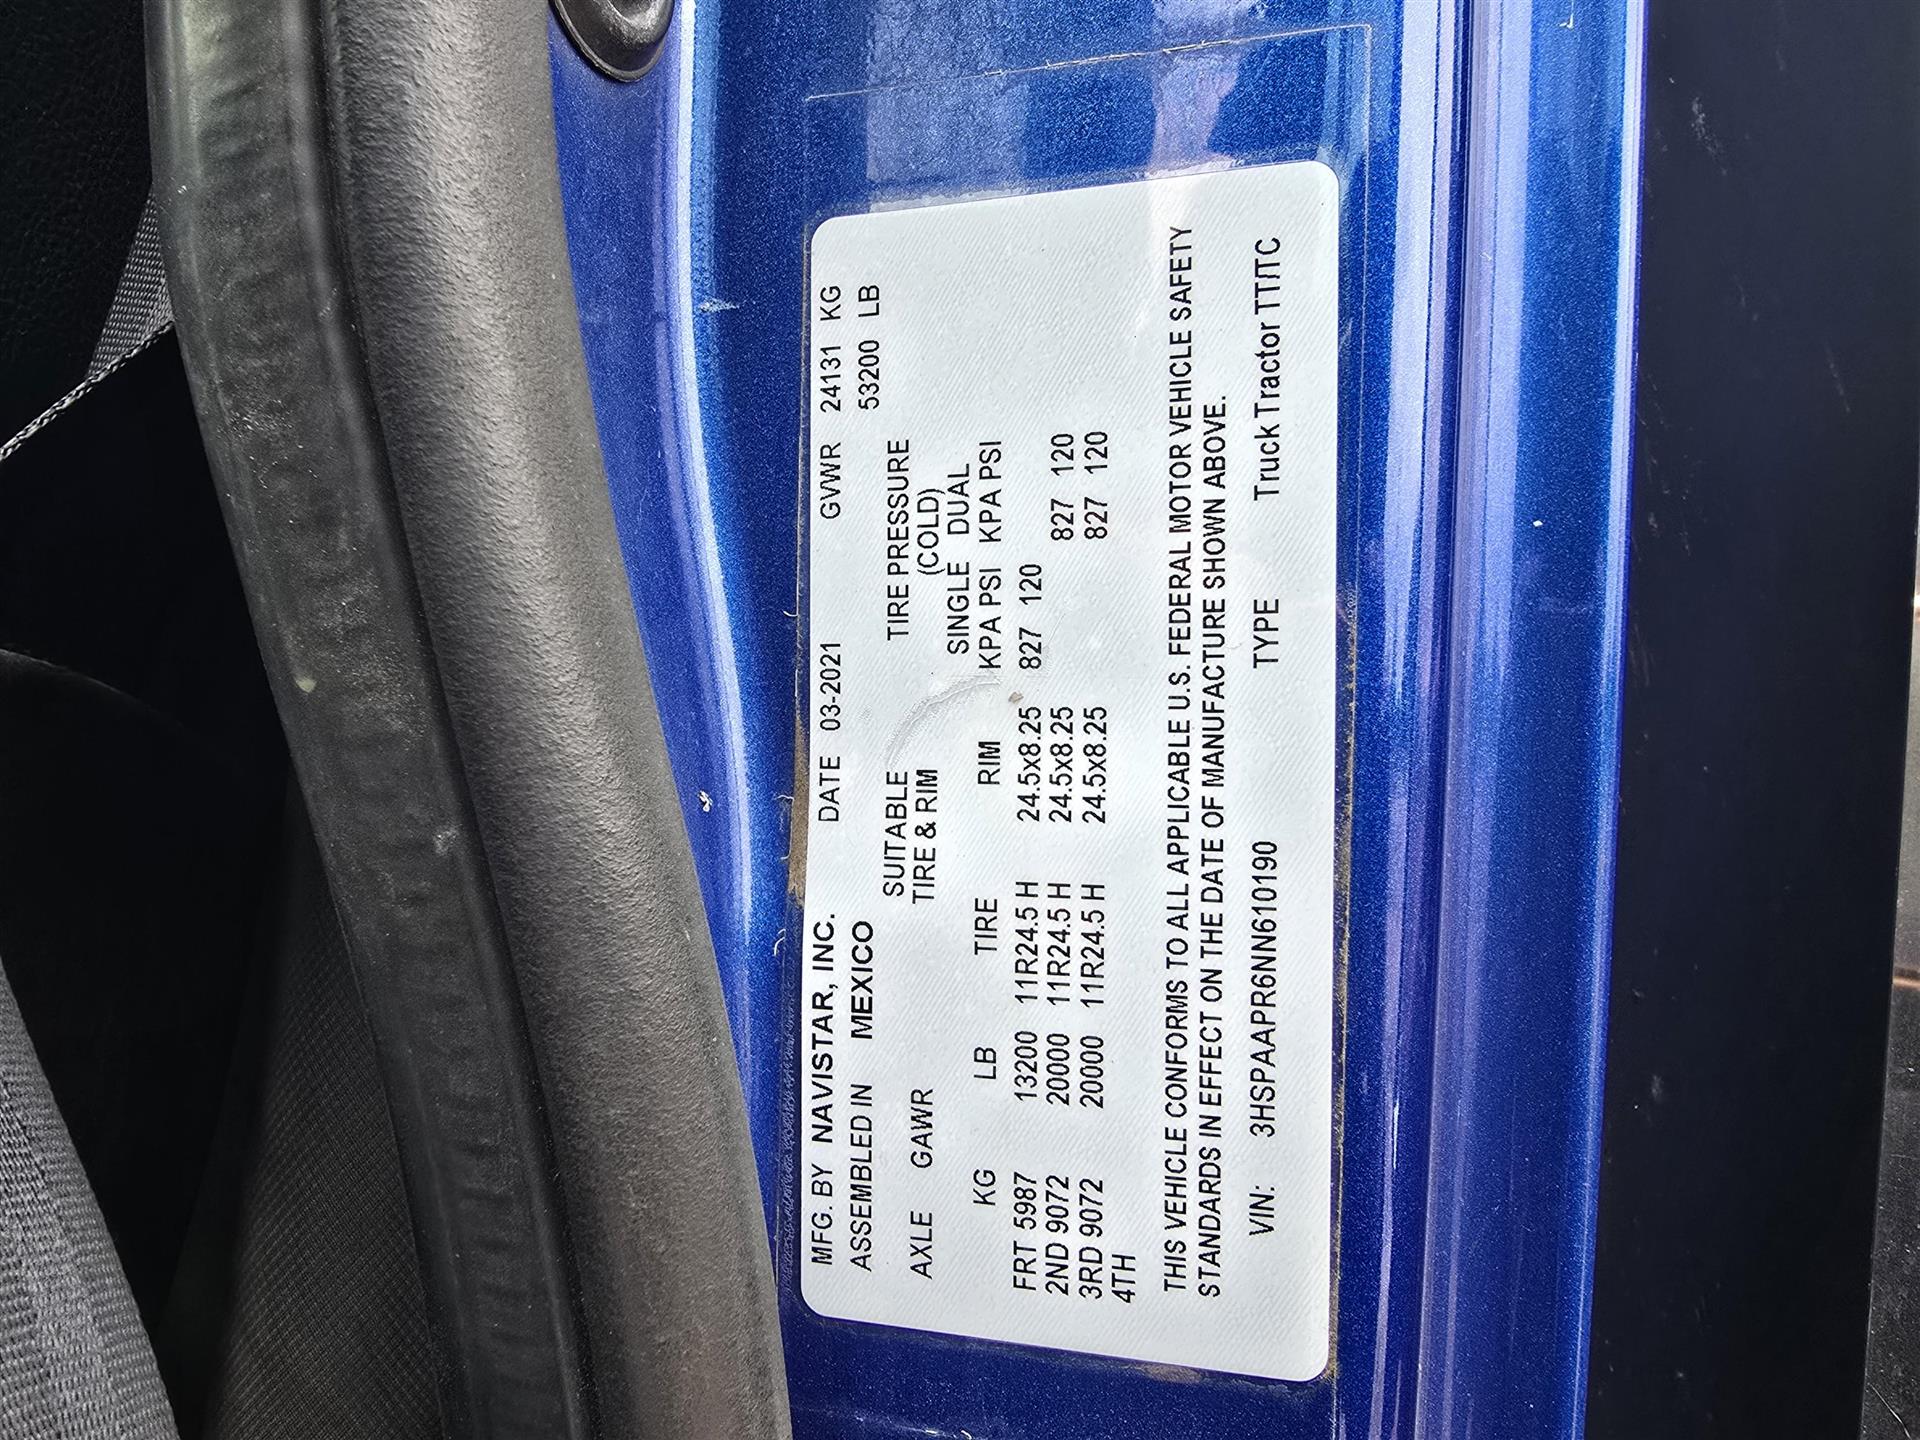 MFG. BY NAVISTAR, INC. DATE 03-2021 GVWR 24131 KG
ASSEMBLED IN MEXICO 53200 LB
SUITABLE TIRE PRESSURE
AXLE GAWR TIRE & RIM (COLD)
SINGLE DUAL
KG LB TIRE RIM KPA PSI KPA PSI
FRT 5987 13200 11R24.5 H 24.5x8.25 827 120
2ND 9072 20000 11R24.5 H 24.5x8.25 827 120
3RD 9072 20000 11R24.5 H 24.5x8.25 827 120
4TH
THIS VEHICLE CONFORMS TO ALL APPLICABLE U.S. FEDERAL MOTOR VEHICLE SAFETY
STANDARDS IN EFFECT ON THE DATE OF MANUFACTURE SHOWN ABOVE.
VIN: 3HSPAAPR6NN610190 TYPE Truck Tractor TT/TC